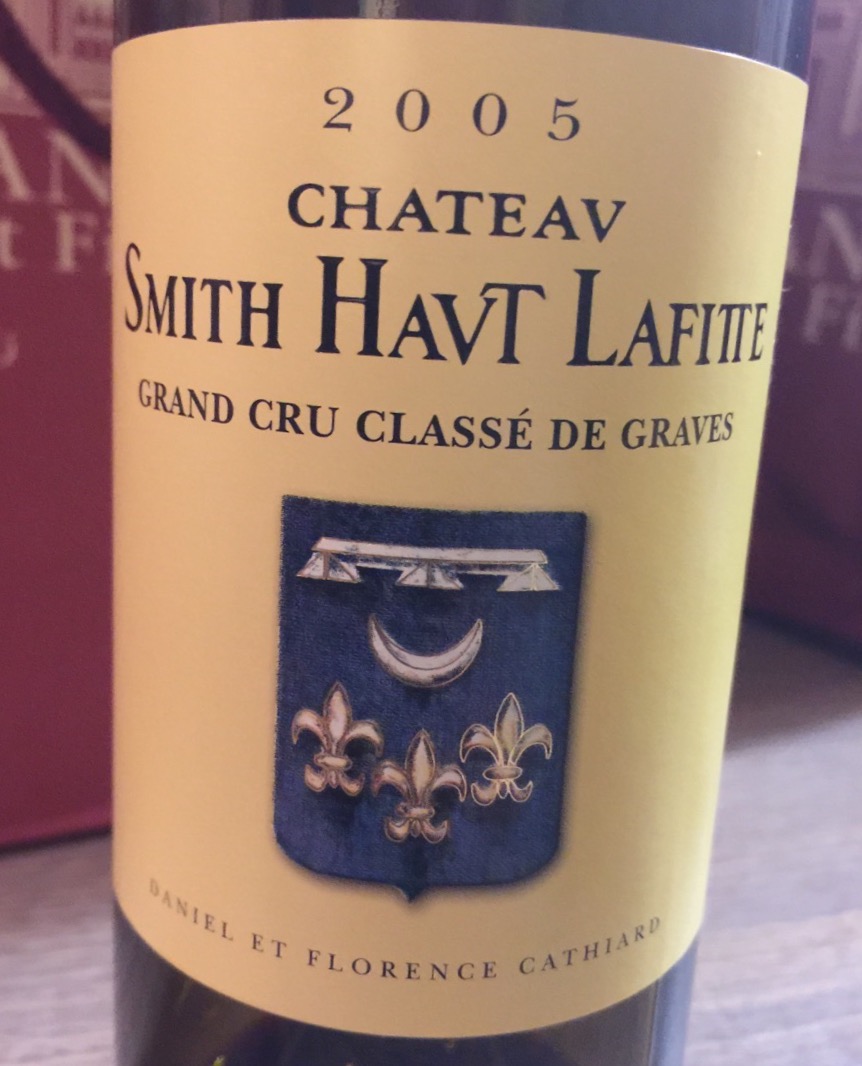 2005
CHATEAV
SMITH HAVT LAFITTE
GRAND CRU CLASSÉ DE GRAVES
DANIEL ET FLORENCE CATHIARD